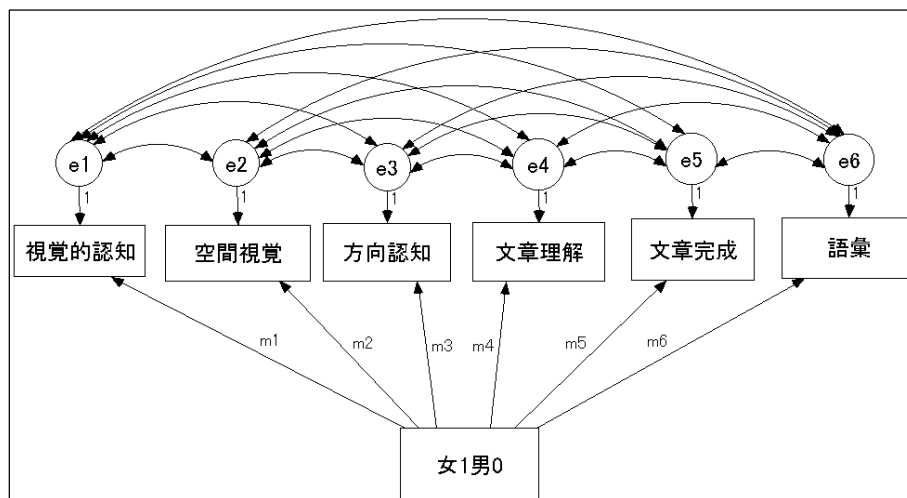 e1 e2 e3 e4 e5 e6
1 1 1 1 1 1
視覚的認知 空間視覚 方向認知 文章理解 文章完成 語彙
m1 m2 m3 m4 m5 m6
女1男0